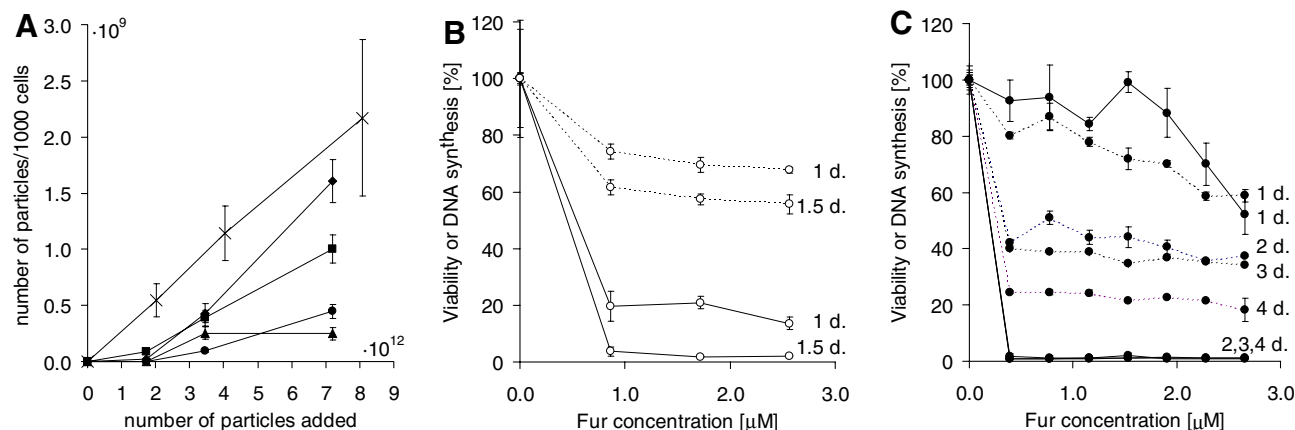 A
·10⁹
number of particles/1000 cells
3.0
2.5
2.0
1.5
1.0
0.5
0.0
·10¹²
0 1 2 3 4 5 6 7 8 9
number of particles added
B
Viability or DNA synthesis [%]
120
100
80
60
40
20
0
1 d.
1.5 d.
1 d.
1.5 d.
0.0 1.0 2.0 3.0
Fur concentration [µM]
C
Viability or DNA synthesis [%]
120
100
80
60
40
20
0
1 d.
1 d.
2 d.
3 d.
4 d.
2,3,4 d.
0.0 1.0 2.0 3.0
Fur concentration [µM]